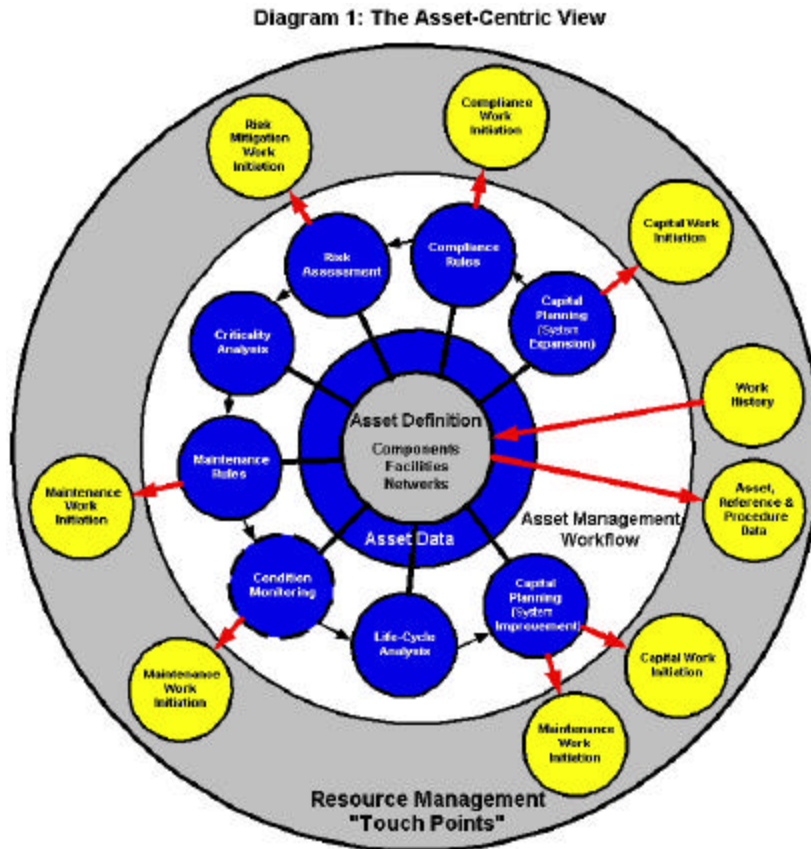 Diagram 1: The Asset-Centric View
Compliance
Work
Initiation
Risk
Mitigation
Work
Initiation
Capital Work
Initiation
Risk
Assessment
Compliance
Rules
Capital
Planning
(System
Expansion)
Criticality
Analysis
Work
History
Asset Definition
Components
Facilities
Networks
Maintenance
Rules
Maintenance
Work
Initiation
Asset,
Reference &
Procedure
Data
Asset Management
Workflow
Asset Data
Condition
Monitoring
Capital
Planning
(System
Improvement)
Life-Cycle
Analysis
Maintenance
Work
Initiation
Capital Work
Initiation
Maintenance
Work
Initiation
Resource Management
"Touch Points"